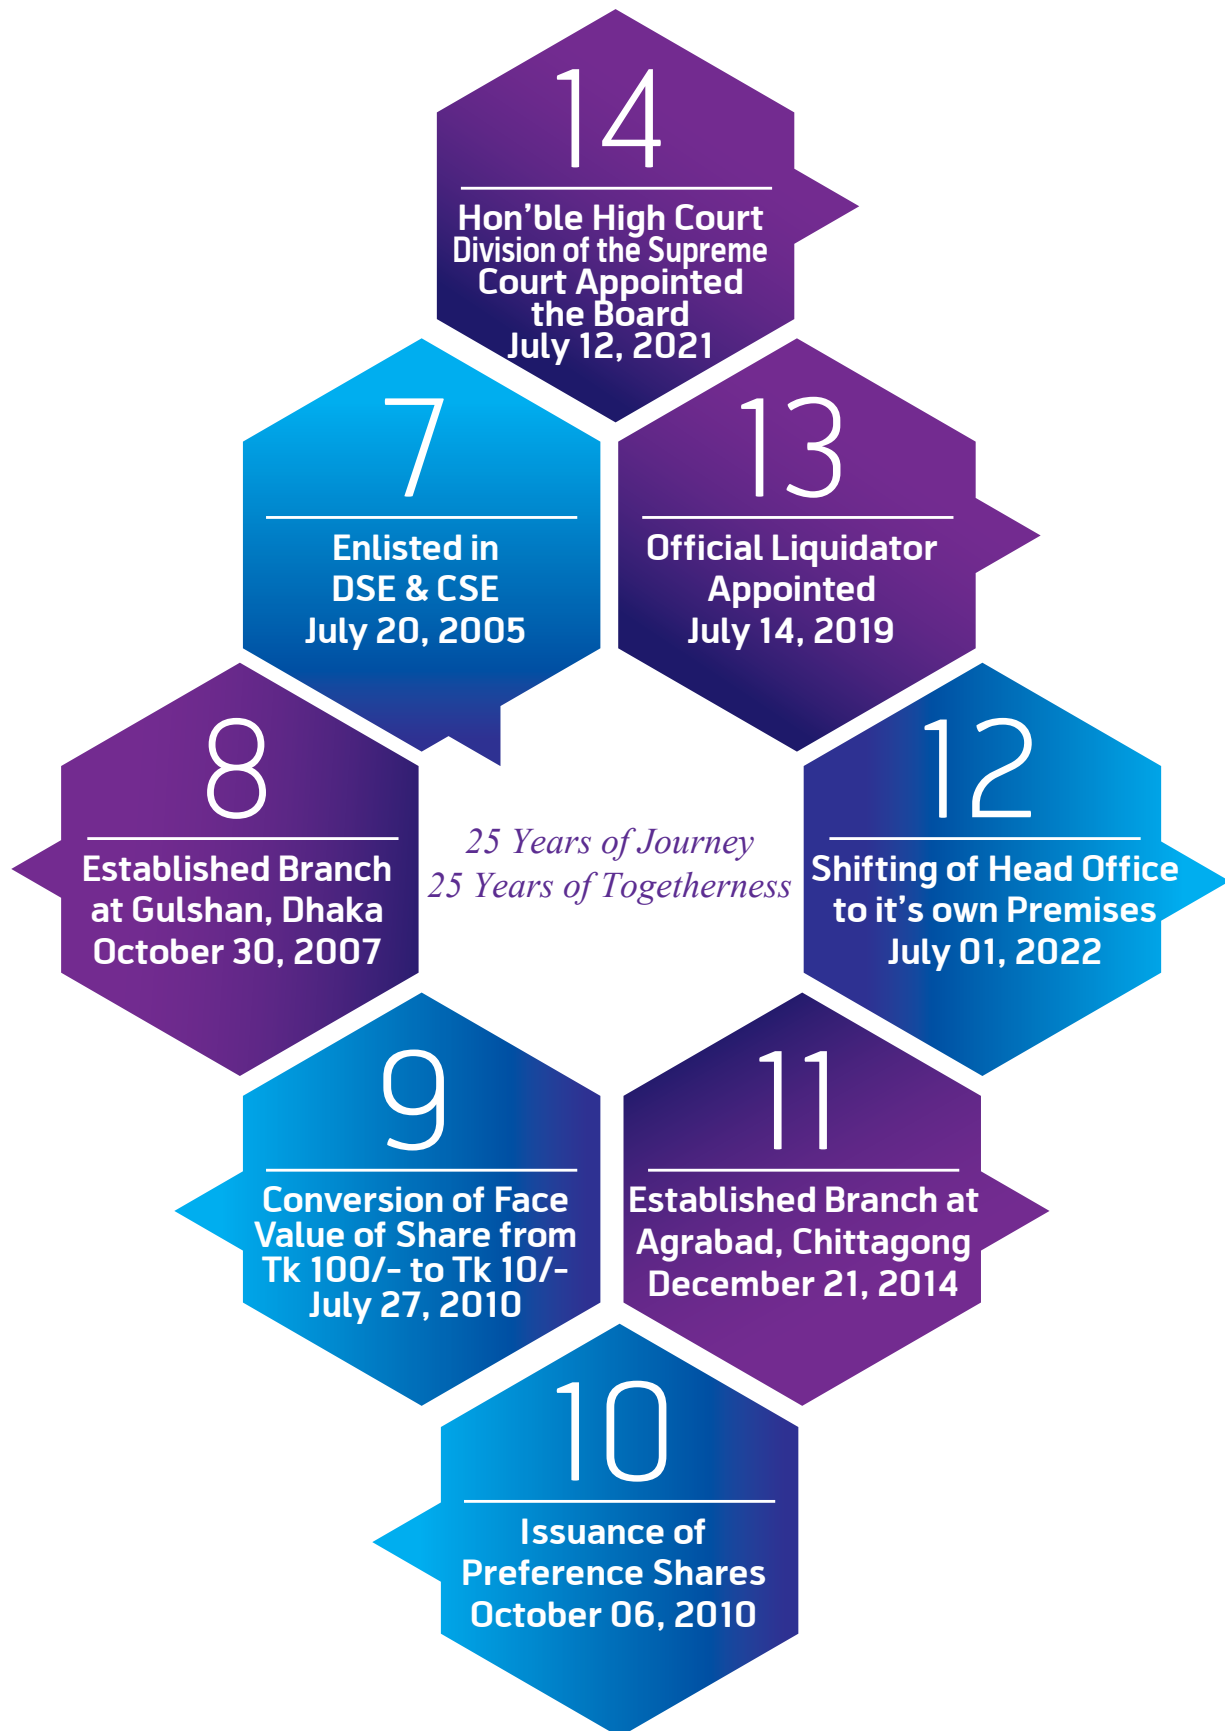 14
Hon’ble High Court
Division of the Supreme
Court Appointed
the Board
July 12, 2021
7
Enlisted in
DSE & CSE
July 20, 2005
13
Official Liquidator
Appointed
July 14, 2019
8
Established Branch
at Gulshan, Dhaka
October 30, 2007
25 Years of Journey
25 Years of Togetherness
12
Shifting of Head Office
to it’s own Premises
July 01, 2022
9
Conversion of Face
Value of Share from
Tk 100/- to Tk 10/-
July 27, 2010
11
Established Branch at
Agrabad, Chittagong
December 21, 2014
10
Issuance of
Preference Shares
October 06, 2010